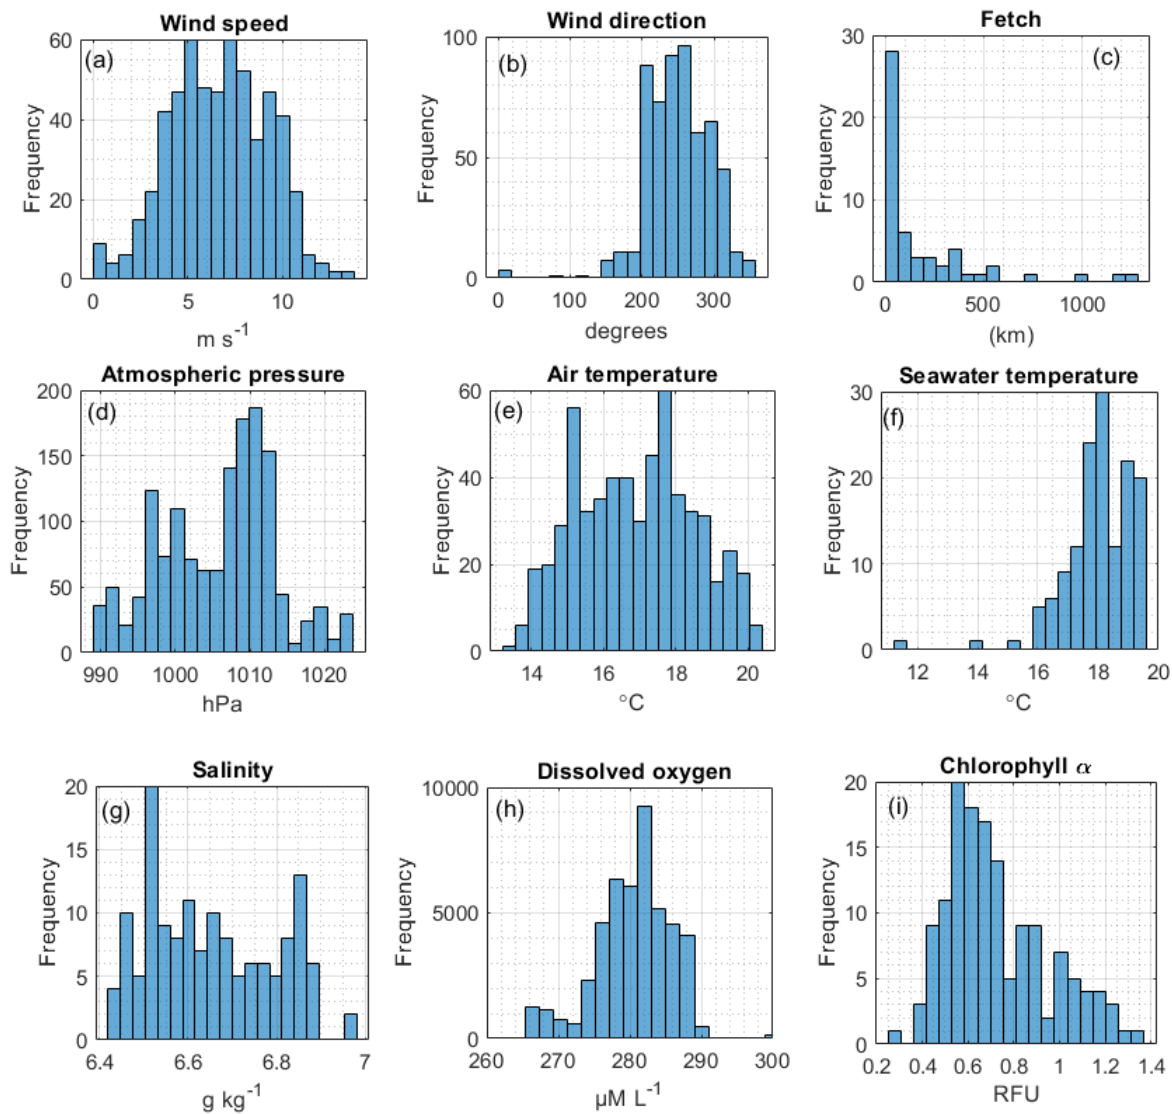 Wind speed
(a)
60
40
20
0
Frequency
0 5 10
m s-1
Wind direction
(b)
100
50
0
Frequency
0 100 200 300
degrees
Fetch
(c)
30
20
10
0
Frequency
0 500 1000
(km)
Atmospheric pressure
(d)
200
150
100
50
0
Frequency
990 1000 1010 1020
hPa
Air temperature
(e)
60
40
20
0
Frequency
14 16 18 20
°C
Seawater temperature
(f)
30
20
10
0
Frequency
12 14 16 18 20
°C
Salinity
(g)
20
15
10
5
0
Frequency
6.4 6.6 6.8 7
g kg-1
Dissolved oxygen
(h)
10000
5000
0
Frequency
260 270 280 290 300
µM L-1
Chlorophyll α
(i)
20
15
10
5
0
Frequency
0.2 0.4 0.6 0.8 1 1.2 1.4
RFU